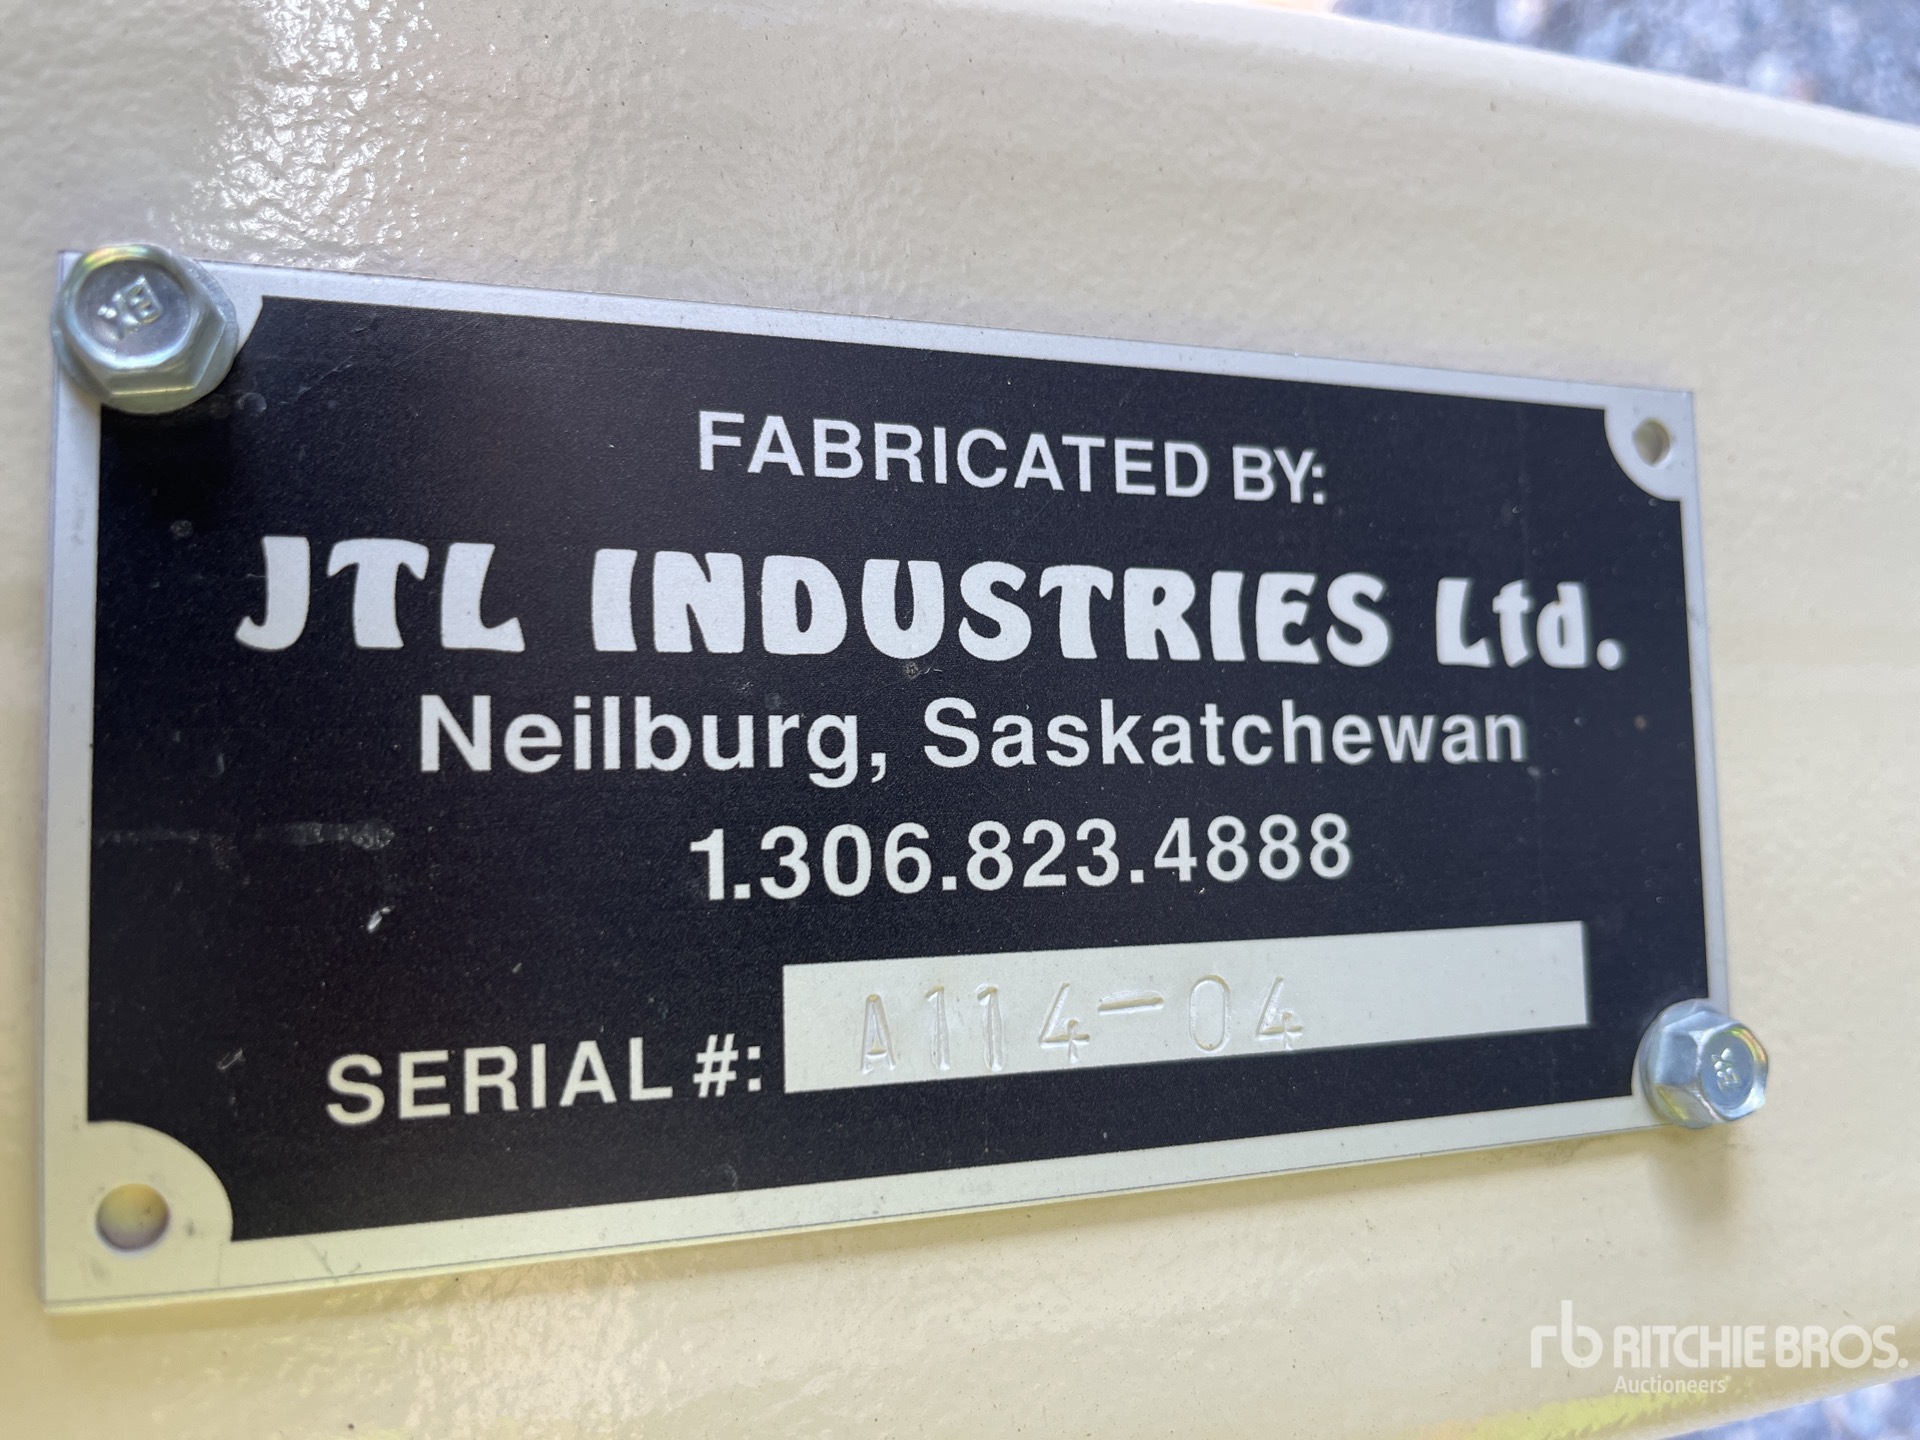 FABRICATED BY:
JTL INDUSTRIES Ltd.
Neilburg, Saskatchewan
1.306.823.4888
SERIAL #: A114-04
rb RITCHIE BROS.
Auctioneers